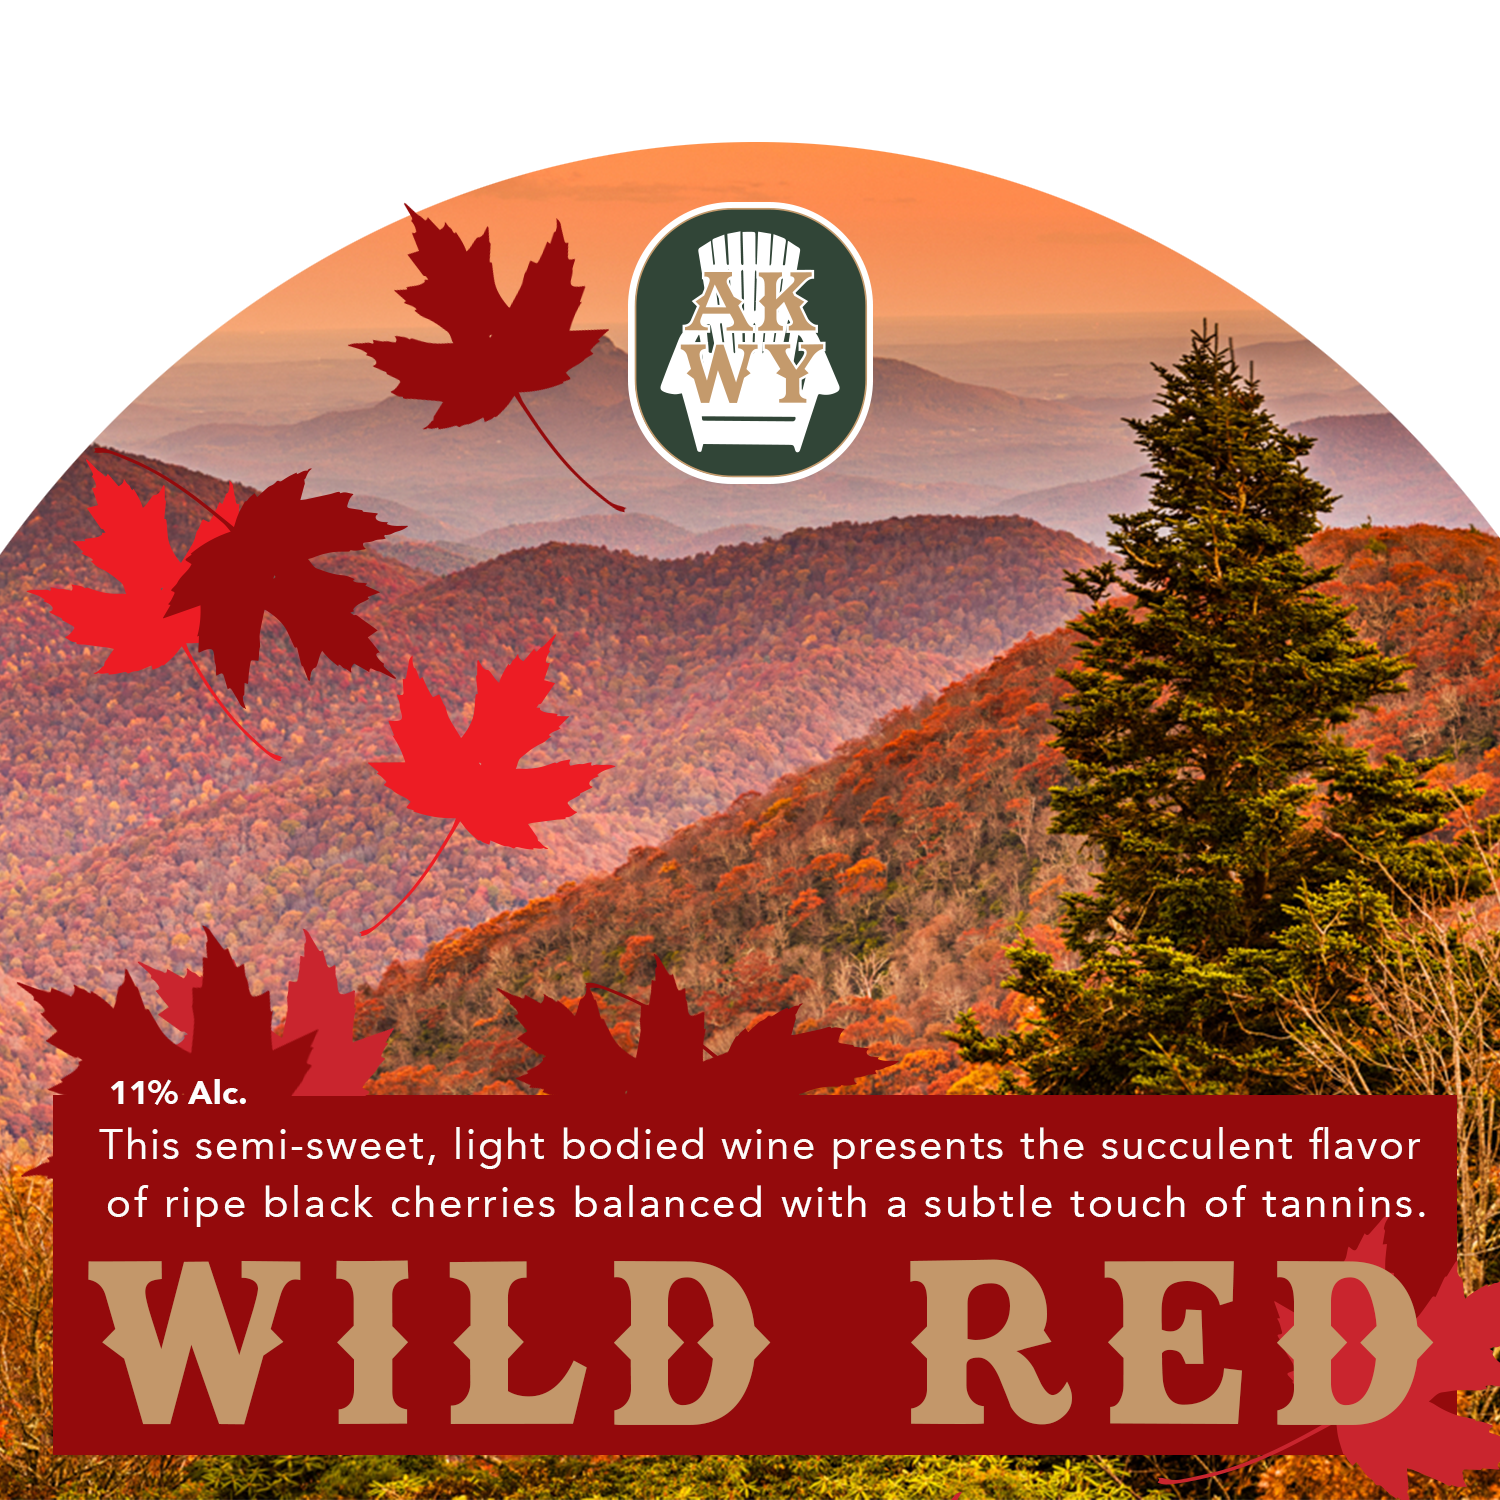 AK
WY
11% Alc.
This semi-sweet, light bodied wine presents the succulent flavor
of ripe black cherries balanced with a subtle touch of tannins.
WILD RED